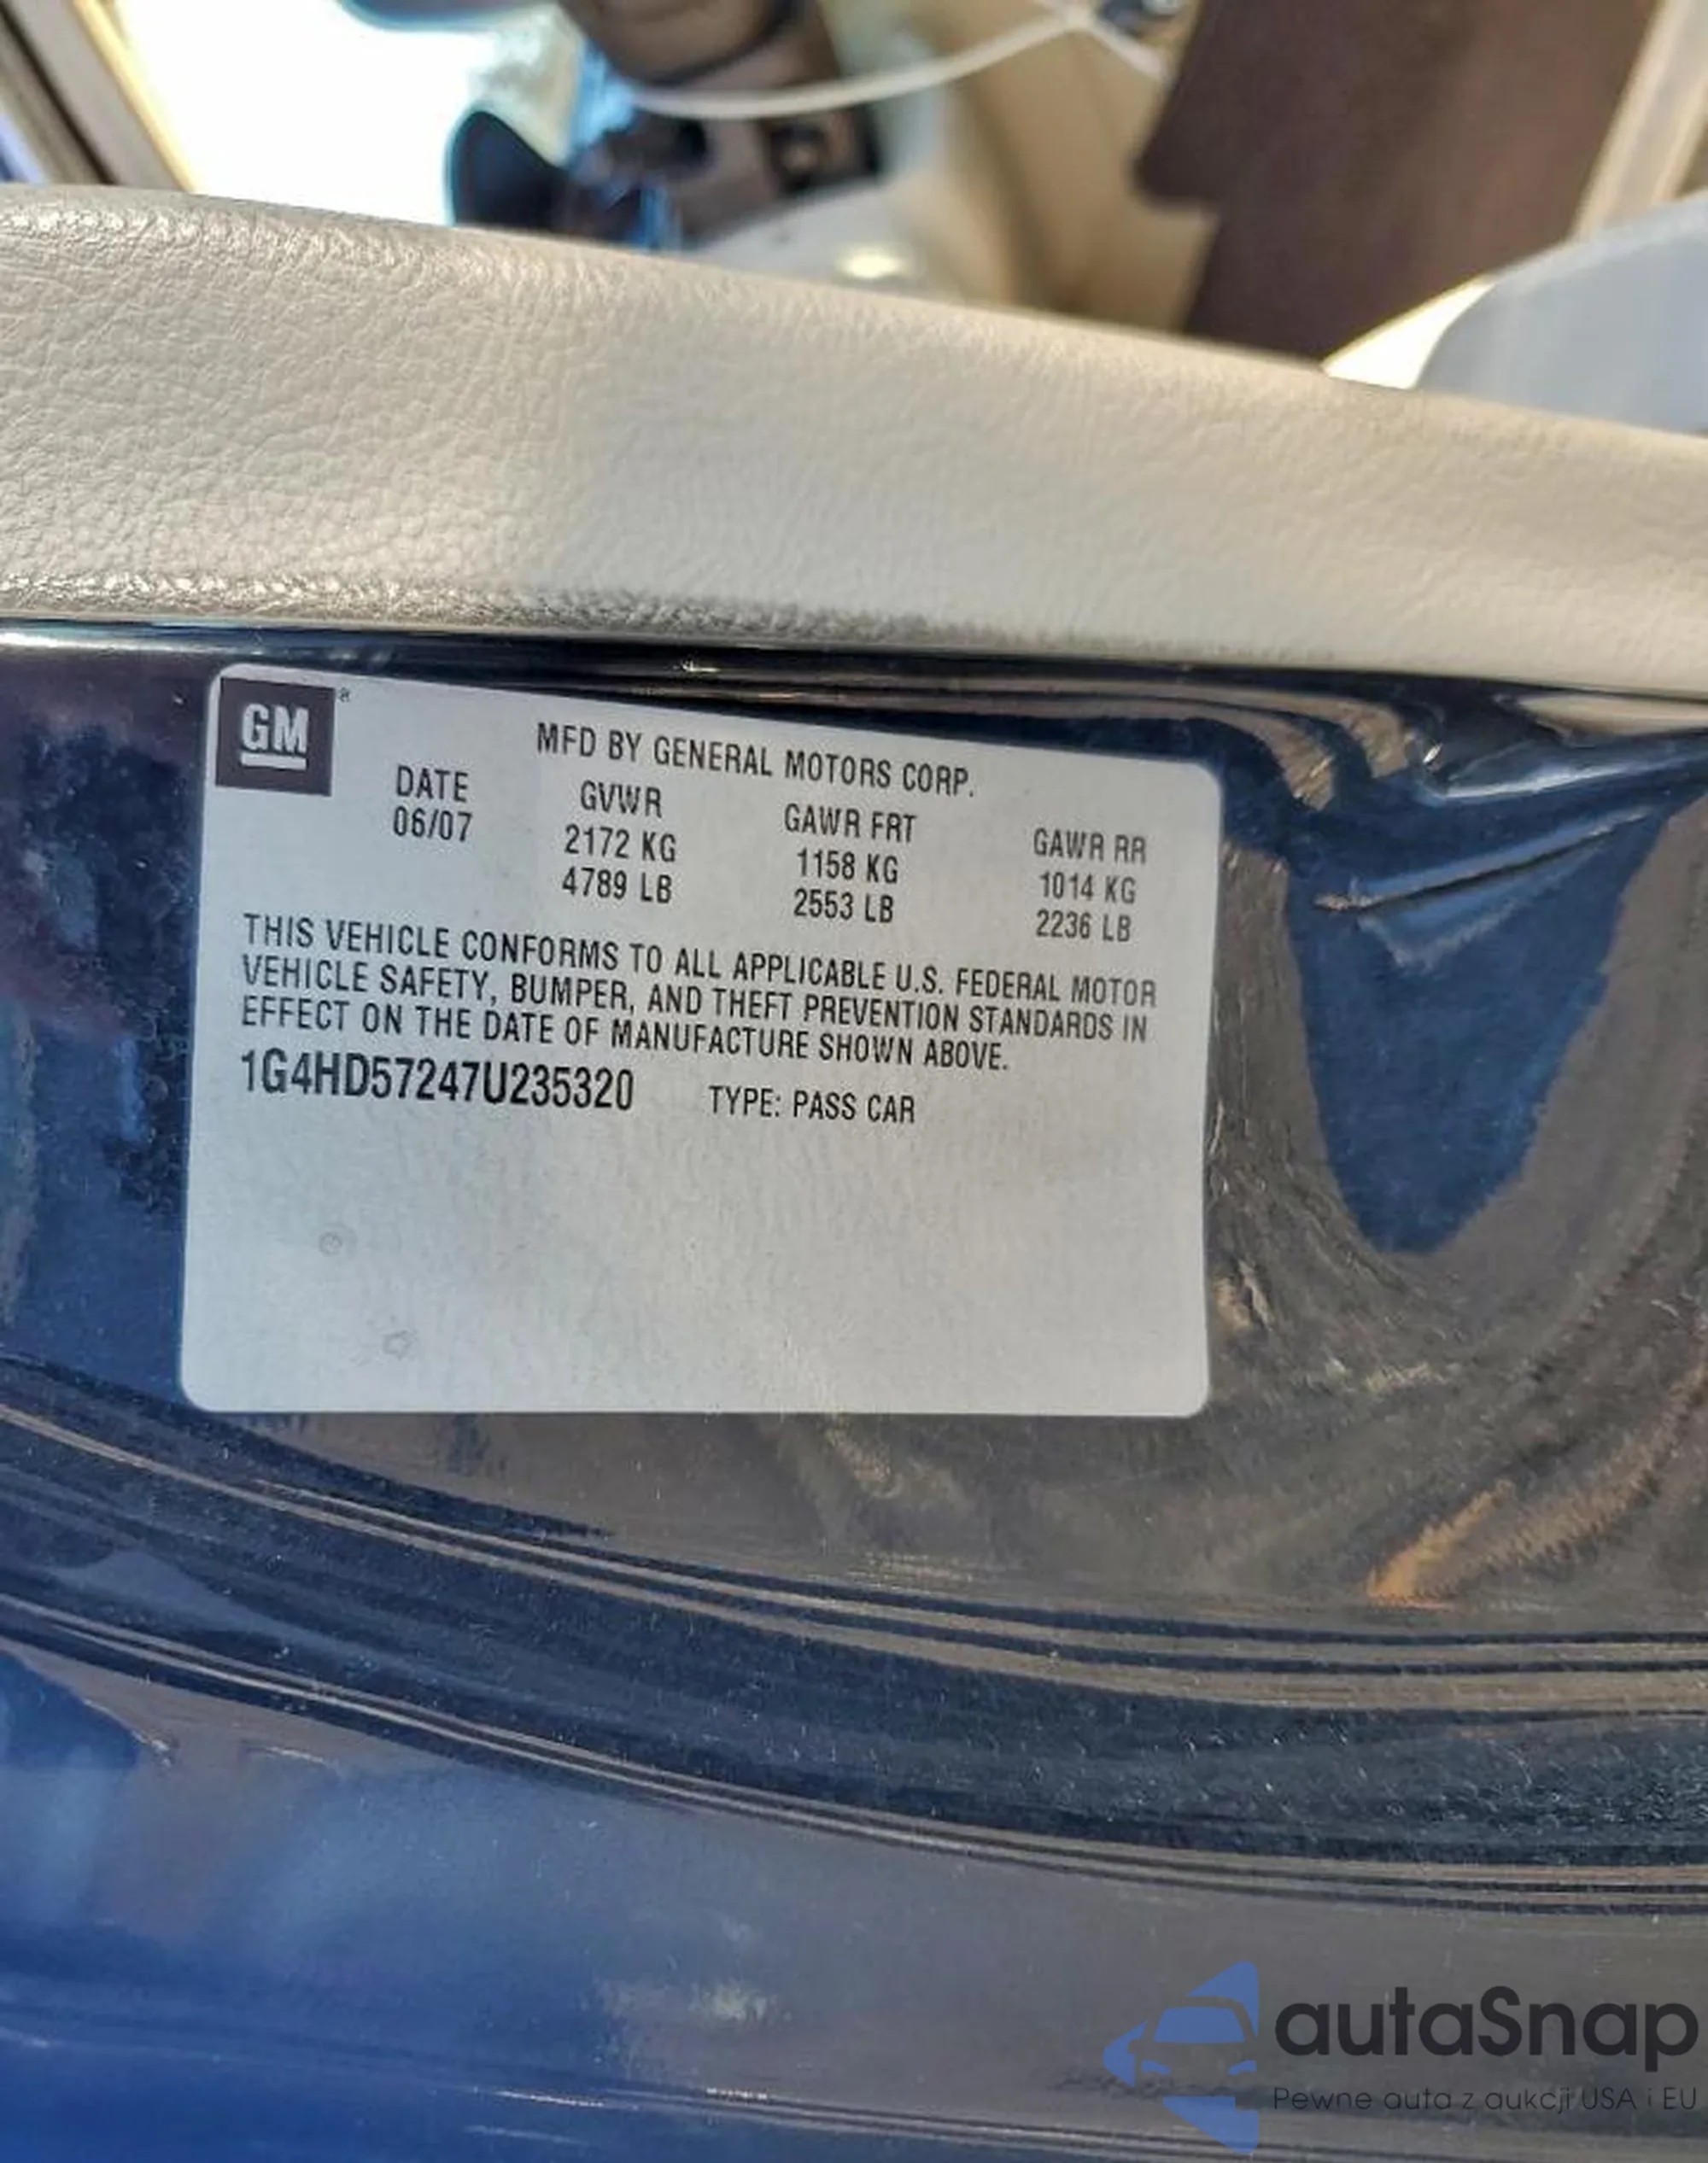 GM®
MFD BY GENERAL MOTORS CORP.
DATE GVWR GAWR FRT GAWR RR
06/07 2172 KG 1158 KG 1014 KG
4789 LB 2553 LB 2236 LB
THIS VEHICLE CONFORMS TO ALL APPLICABLE U.S. FEDERAL MOTOR
VEHICLE SAFETY, BUMPER, AND THEFT PREVENTION STANDARDS IN
EFFECT ON THE DATE OF MANUFACTURE SHOWN ABOVE.
1G4HD57247U235320 TYPE: PASS CAR
autaSnap
Pewne auta z aukcji USA i EU